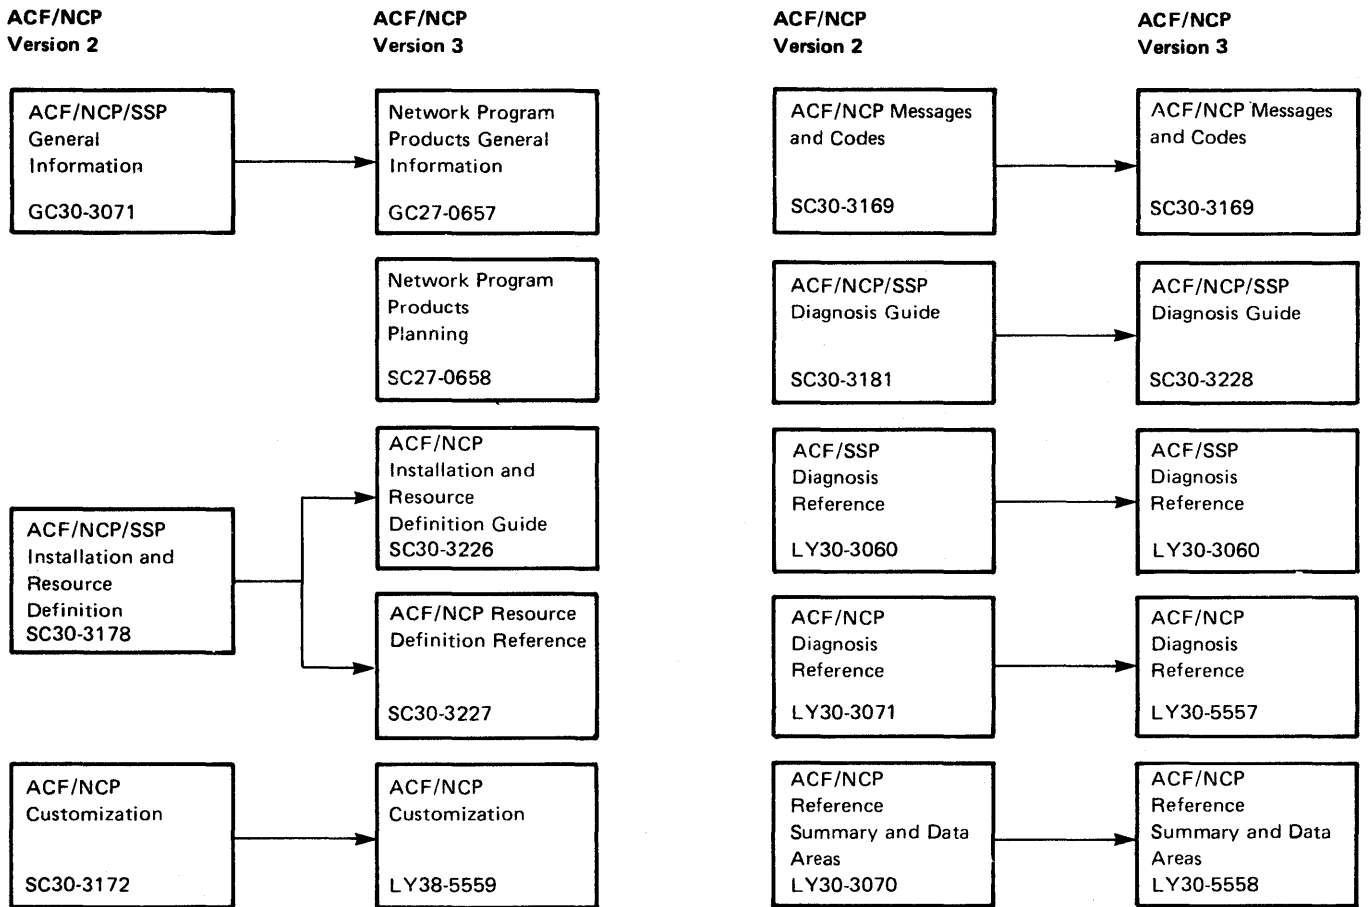 ACF/NCP
Version 2
ACF/NCP
Version 3
ACF/NCP/SSP
General
Information
GC30-3071
Network Program
Products General
Information
GC27-0657
Network Program
Products
Planning
SC27-0658
ACF/NCP/SSP
Installation and
Resource
Definition
SC30-3178
ACF/NCP
Installation and
Resource
Definition Guide
SC30-3226
ACF/NCP Resource
Definition Reference
SC30-3227
ACF/NCP
Customization
SC30-3172
ACF/NCP
Customization
LY38-5559
ACF/NCP
Version 2
ACF/NCP
Version 3
ACF/NCP Messages
and Codes
SC30-3169
ACF/NCP Messages
and Codes
SC30-3169
ACF/NCP/SSP
Diagnosis Guide
SC30-3181
ACF/NCP/SSP
Diagnosis Guide
SC30-3228
ACF/SSP
Diagnosis
Reference
LY30-3060
ACF/SSP
Diagnosis
Reference
LY30-3060
ACF/NCP
Diagnosis
Reference
LY30-3071
ACF/NCP
Diagnosis
Reference
LY30-5557
ACF/NCP
Reference
Summary and Data
Areas
LY30-3070
ACF/NCP
Reference
Summary and Data
Areas
LY30-5558